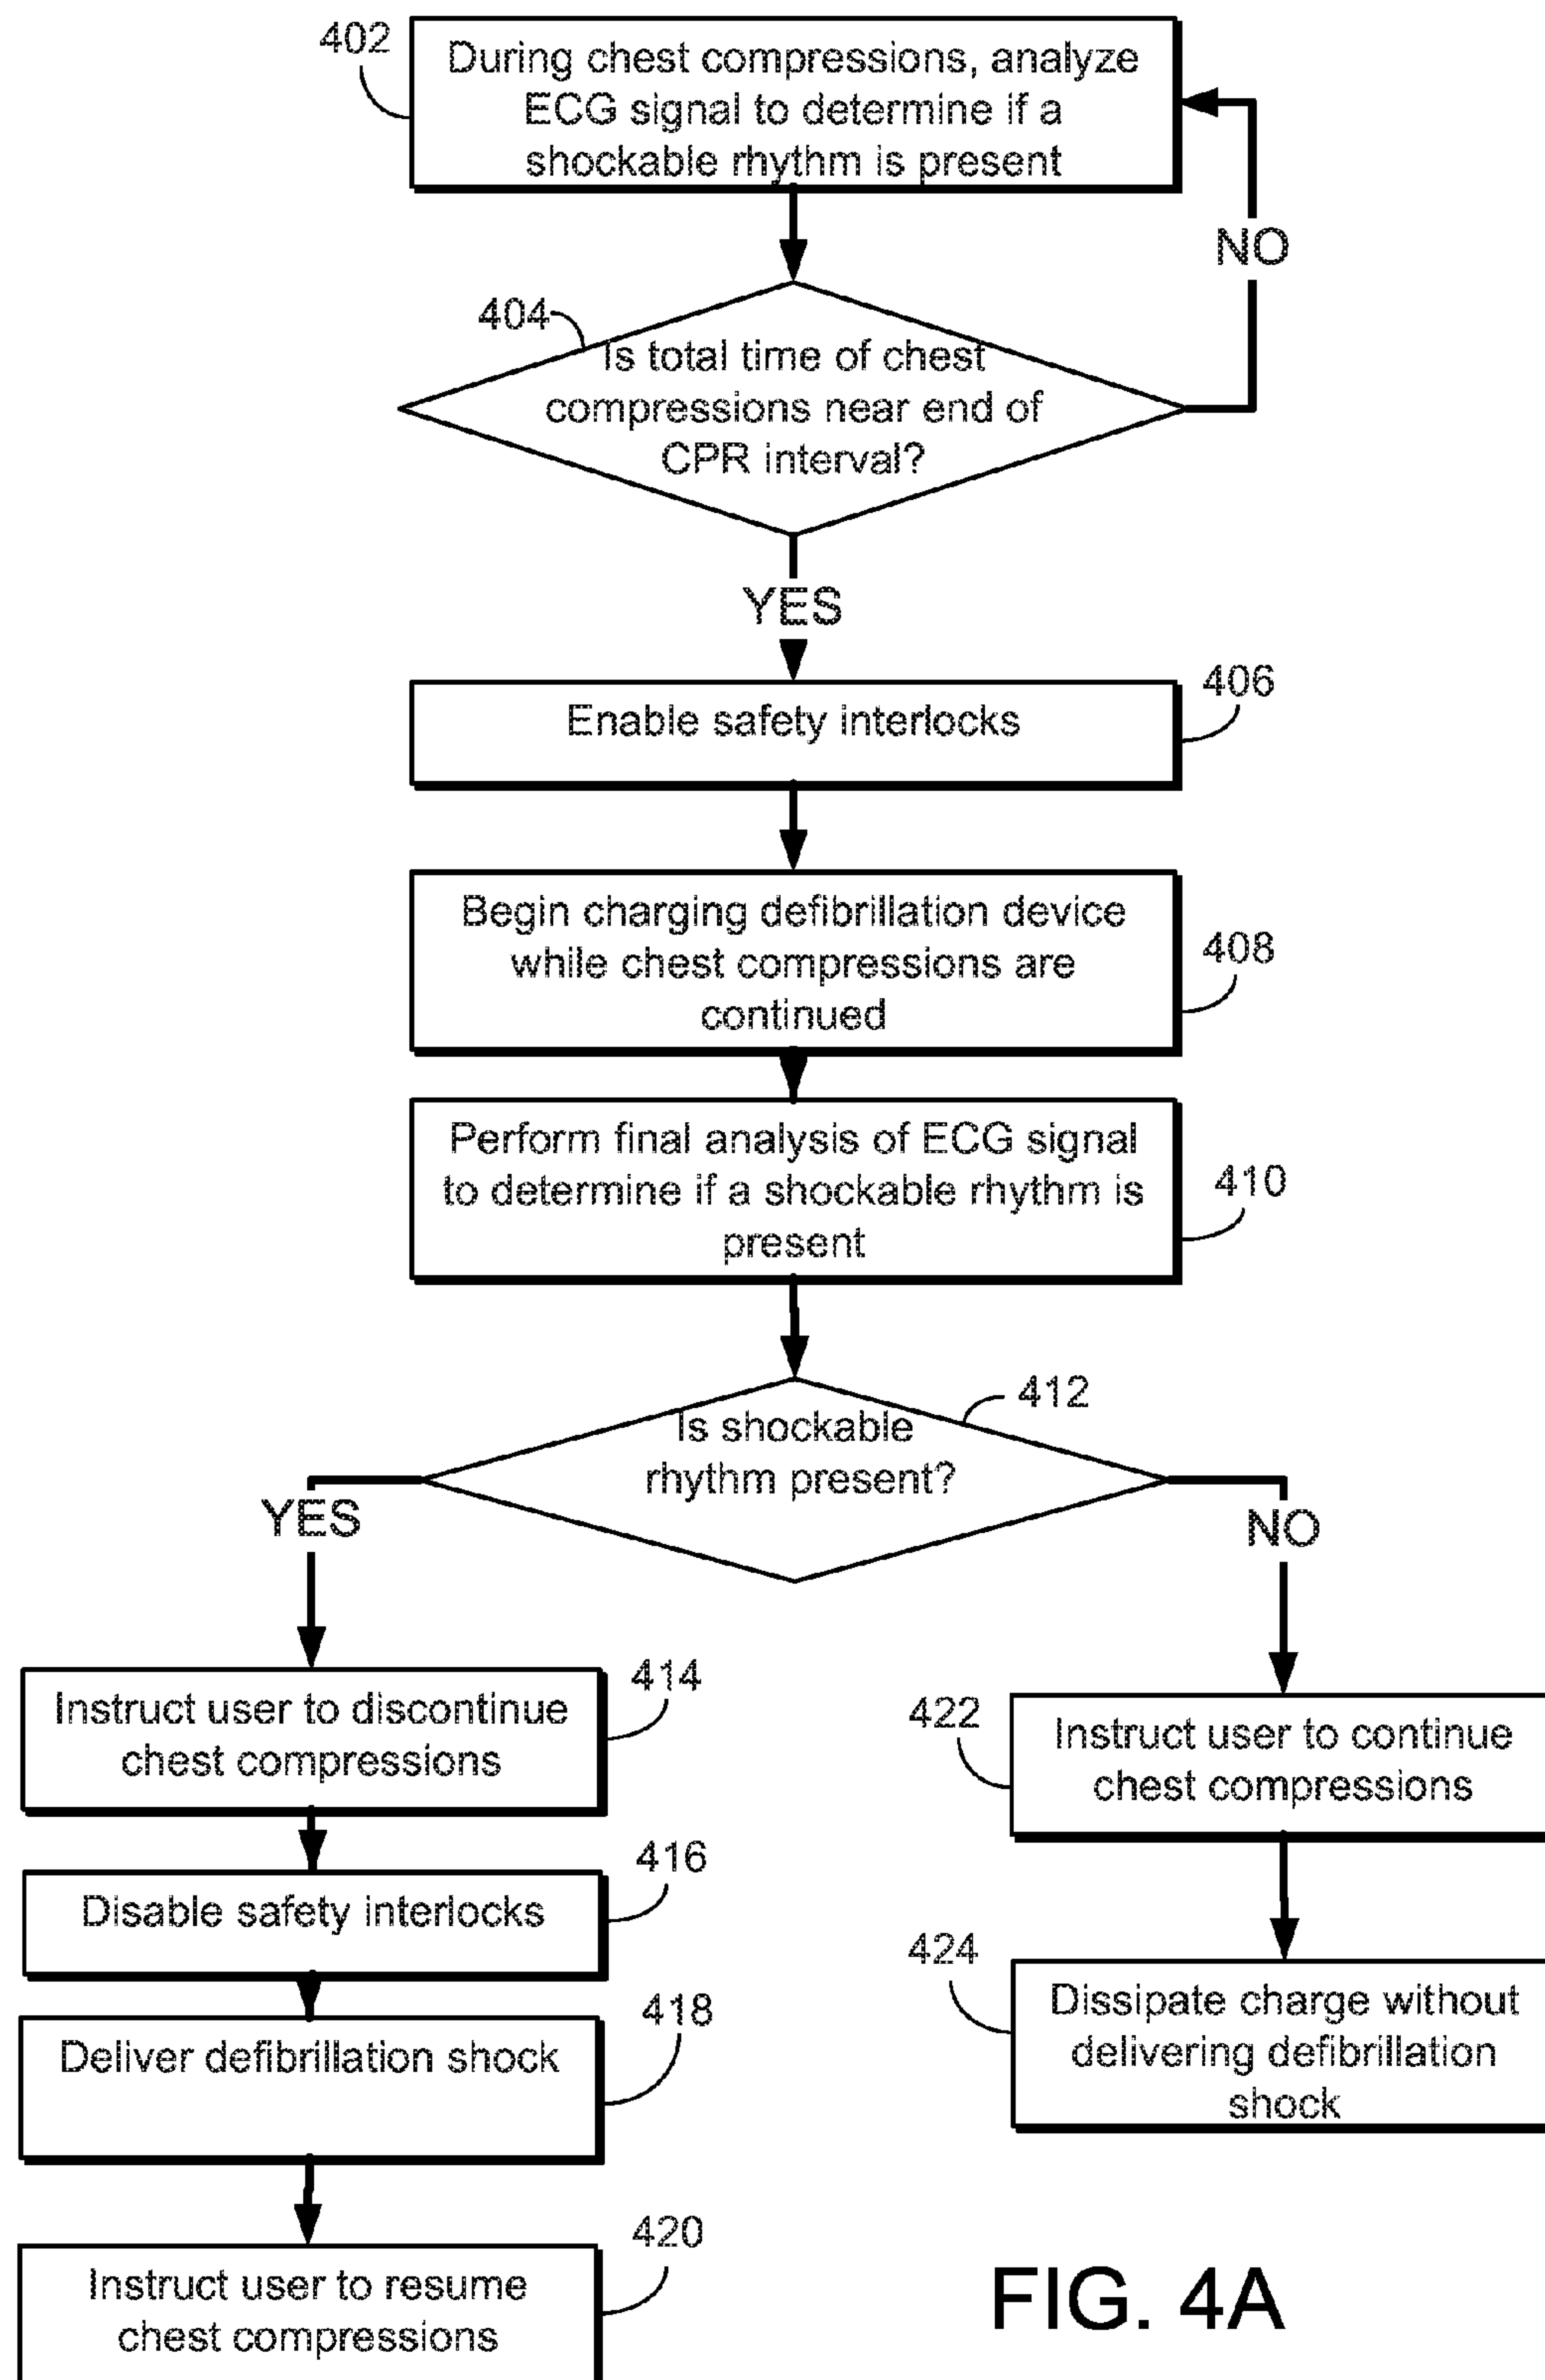 402
During chest compressions, analyze
ECG signal to determine if a
shockable rhythm is present
NO
404
Is total time of chest
compressions near end of
CPR interval?
YES
406
Enable safety interlocks
Begin charging defibrillation device
while chest compressions are
continued
408
Perform final analysis of ECG signal
to determine if a shockable rhythm is
present
410
412
Is shockable
rhythm present?
YES
NO
414
Instruct user to discontinue
chest compressions
422
Instruct user to continue
chest compressions
416
Disable safety interlocks
418
Deliver defibrillation shock
424
Dissipate charge without
delivering defibrillation
shock
420
Instruct user to resume
chest compressions
FIG. 4A